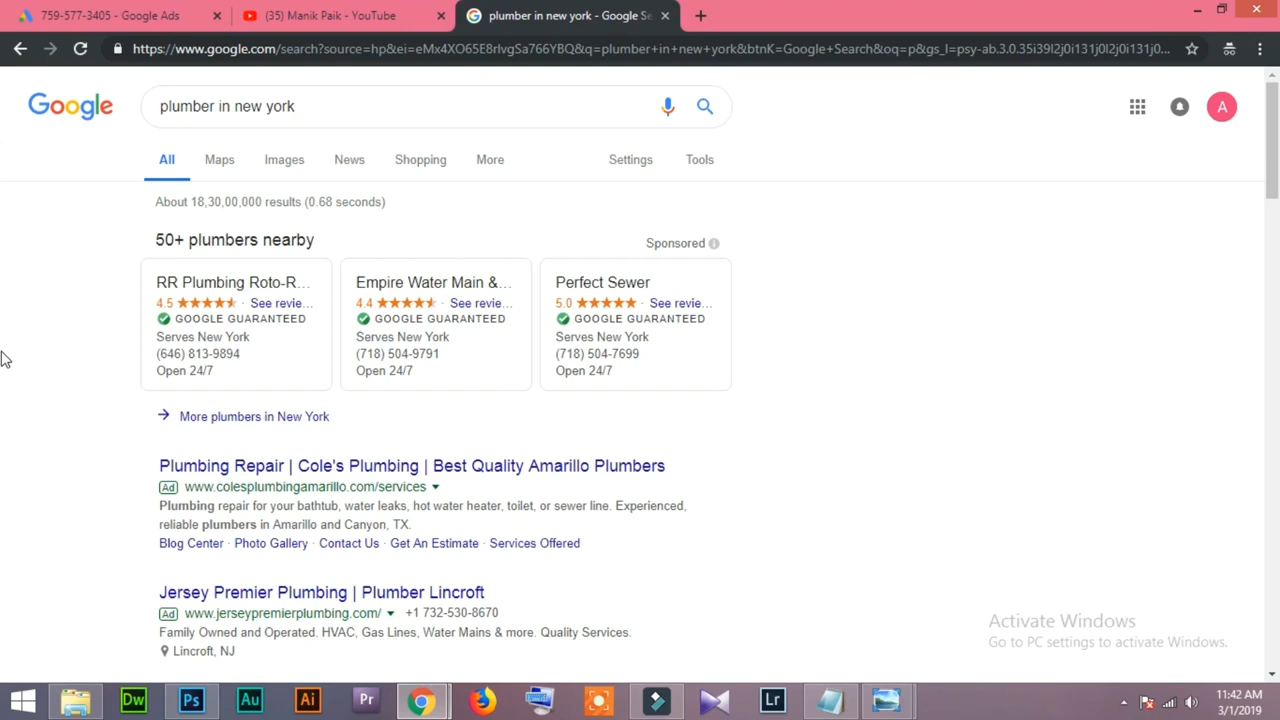 759-577-3405 - Google Ads
(35) Manik Paik - YouTube
plumber in new york - Google Se
https://www.google.com/search?source=hp&ei=eMx4XO65E8rIvgSa766YBQ&q=plumber+in+new+york&btnK=Google+Search&oq=p&gs_l=psy-ab.3.0.35i39l2j0i131j0l2j0i131j0...
Google
plumber in new york
A
All
Maps
Images
News
Shopping
More
Settings
Tools
About 18,30,00,000 results (0.68 seconds)
50+ plumbers nearby
Sponsored
RR Plumbing Roto-R...
4.5 · See revie...
GOOGLE GUARANTEED
Serves New York
(646) 813-9894
Open 24/7
Empire Water Main &...
4.4 · See revie...
GOOGLE GUARANTEED
Serves New York
(718) 504-9791
Open 24/7
Perfect Sewer
5.0 · See revie...
GOOGLE GUARANTEED
Serves New York
(718) 504-7699
Open 24/7
More plumbers in New York
Plumbing Repair | Cole's Plumbing | Best Quality Amarillo Plumbers
Ad www.colesplumbingamarillo.com/services
Plumbing repair for your bathtub, water leaks, hot water heater, toilet, or sewer line. Experienced,
reliable plumbers in Amarillo and Canyon, TX.
Blog Center · Photo Gallery · Contact Us · Get An Estimate · Services Offered
Jersey Premier Plumbing | Plumber Lincroft
Ad www.jerseypremierplumbing.com/ +1 732-530-8670
Family Owned and Operated. HVAC, Gas Lines, Water Mains & more. Quality Services.
Lincroft, NJ
Activate Windows
Go to PC settings to activate Windows.
Dw
Ps
Au
Ai
Pr
Lr
11:42 AM
3/1/2019